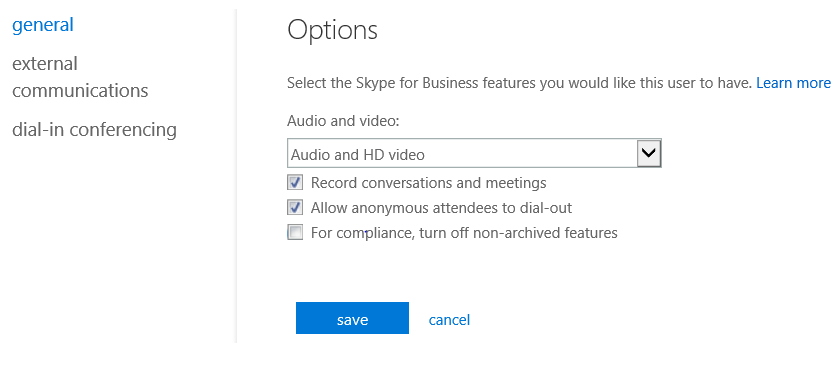 general
external
communications
dial-in conferencing
Options
Select the Skype for Business features you would like this user to have. Learn more
Audio and video:
Audio and HD video
Record conversations and meetings
Allow anonymous attendees to dial-out
For compliance, turn off non-archived features
save cancel